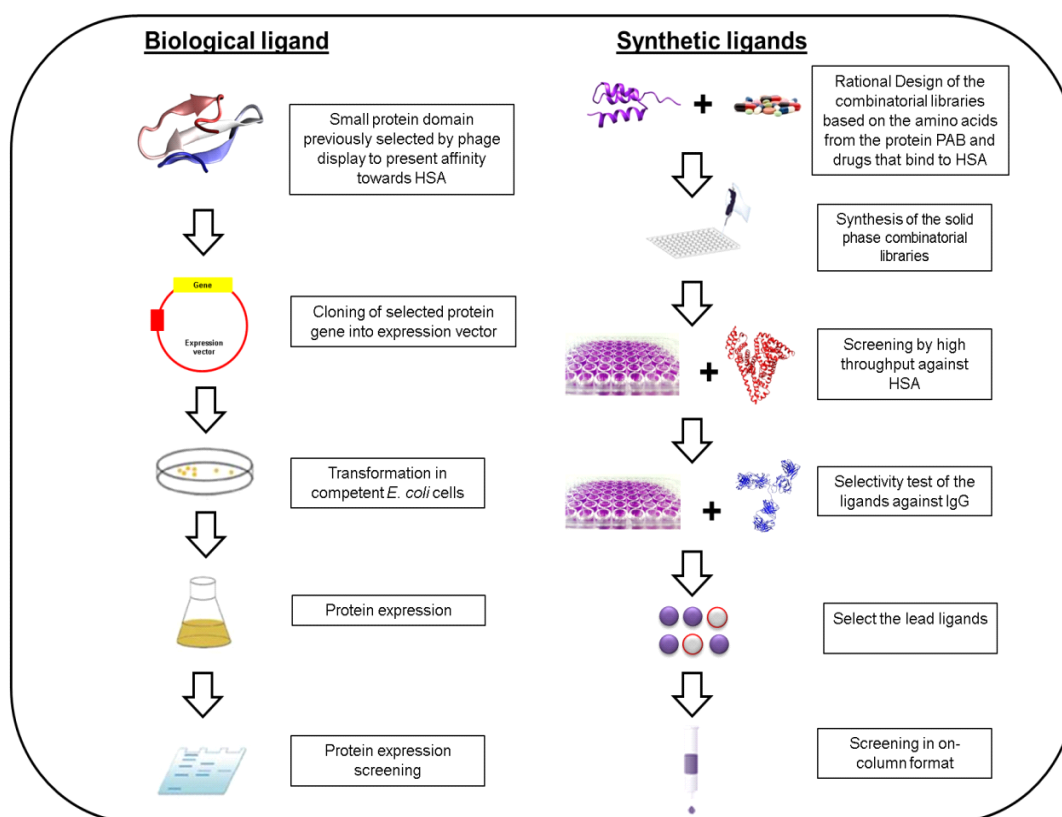 Biological ligand
Small protein domain
previously selected by phage
display to present affinity
towards HSA
Gene
Expression
vector
Cloning of selected protein
gene into expression vector
Transformation in
competent E. coli cells
Protein expression
Protein expression
screening
Synthetic ligands
+
Rational Design of the
combinatorial libraries
based on the amino acids
from the protein PAB and
drugs that bind to HSA
Synthesis of the solid
phase combinatorial
libraries
+
Screening by high
throughput against
HSA
+
Selectivity test of the
ligands against IgG
Select the lead ligands
Screening in on-
column format